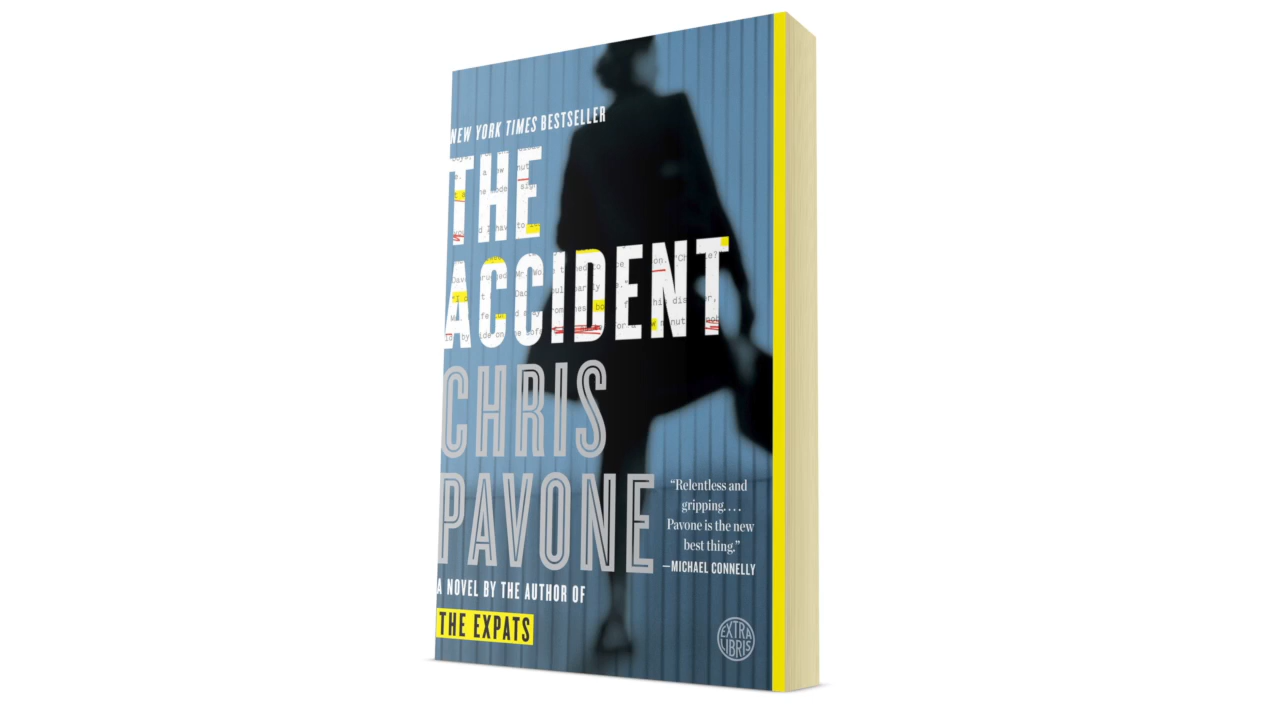 NEW YORK TIMES BESTSELLER
THE
ACCIDENT
CHRIS
PAVONE
“Relentless and
gripping. . . .
Pavone is the new
best thing.”
—MICHAEL CONNELLY
A NOVEL BY THE AUTHOR OF
THE EXPATS
EXTRA
LIBRIS